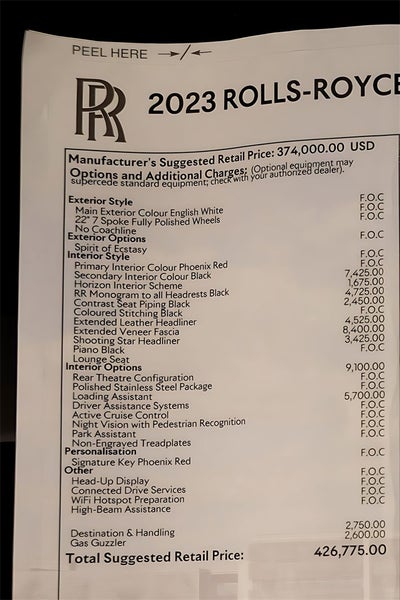 PEEL HERE →/←
RR
2023 ROLLS-ROYCE
Manufacturer's Suggested Retail Price: 374,000.00 USD
Options and Additional Charges: (Optional equipment may
supercede standard equipment; check with your authorized dealer).
Exterior Style
Main Exterior Colour English White F.O.C
22" 7 Spoke Fully Polished Wheels F.O.C
No Coachline F.O.C
Exterior Options
Spirit of Ecstasy F.O.C
Interior Style
Primary Interior Colour Phoenix Red F.O.C
Secondary Interior Colour Black F.O.C
Horizon Interior Scheme 7,425.00
RR Monogram to all Headrests Black 1,675.00
Contrast Seat Piping Black 4,725.00
Coloured Stitching Black 2,450.00
Extended Leather Headliner
Extended Veneer Fascia 4,525.00
Shooting Star Headliner 8,400.00
Piano Black 3,425.00
Lounge Seat F.O.C
Interior Options
Rear Theatre Configuration 9,100.00
Polished Stainless Steel Package F.O.C
Loading Assistant F.O.C
Driver Assistance Systems 5,700.00
Active Cruise Control F.O.C
Night Vision with Pedestrian Recognition F.O.C
Park Assistant F.O.C
Non-Engraved Treadplates F.O.C
Personalisation
Signature Key Phoenix Red F.O.C
Other
Head-Up Display F.O.C
Connected Drive Services F.O.C
WiFi Hotspot Preparation F.O.C
High-Beam Assistance F.O.C
Destination & Handling 2,750.00
Gas Guzzler 2,600.00
Total Suggested Retail Price: 426,775.00